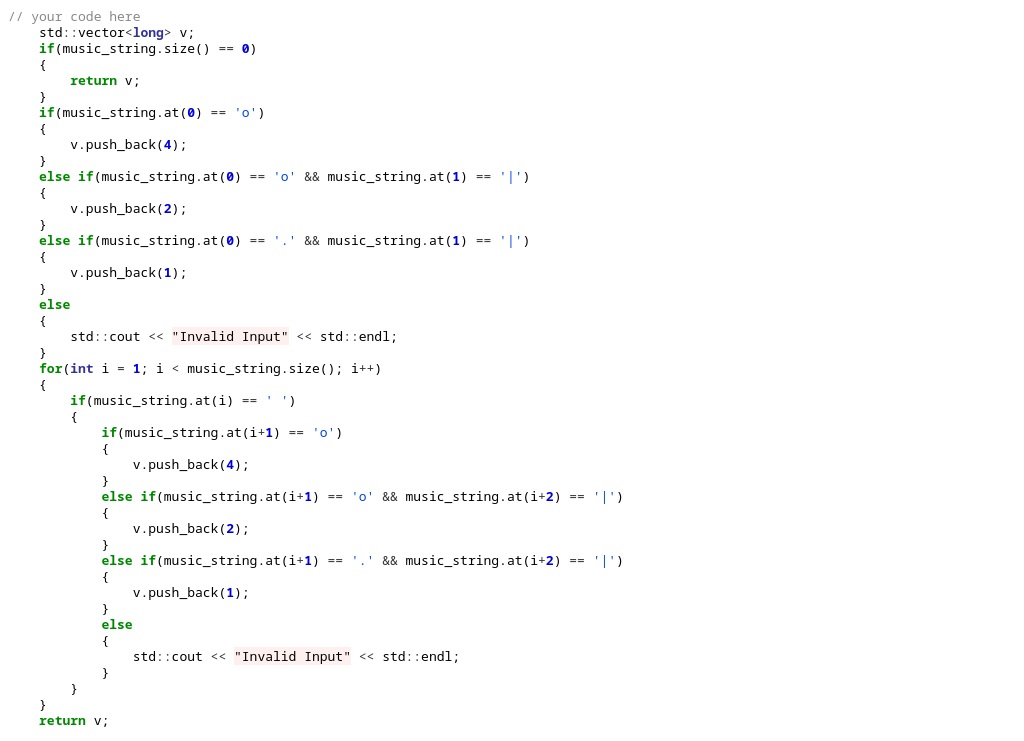 // your code here
    std::vector<long> v;
    if(music_string.size() == 0)
    {
        return v;
    }
    if(music_string.at(0) == 'o')
    {
        v.push_back(4);
    }
    else if(music_string.at(0) == 'o' && music_string.at(1) == '|')
    {
        v.push_back(2);
    }
    else if(music_string.at(0) == '.' && music_string.at(1) == '|')
    {
        v.push_back(1);
    }
    else
    {
        std::cout << "Invalid Input" << std::endl;
    }
    for(int i = 1; i < music_string.size(); i++)
    {
        if(music_string.at(i) == ' ')
        {
            if(music_string.at(i+1) == 'o')
            {
                v.push_back(4);
            }
            else if(music_string.at(i+1) == 'o' && music_string.at(i+2) == '|')
            {
                v.push_back(2);
            }
            else if(music_string.at(i+1) == '.' && music_string.at(i+2) == '|')
            {
                v.push_back(1);
            }
            else
            {
                std::cout << "Invalid Input" << std::endl;
            }
        }
    }
    return v;